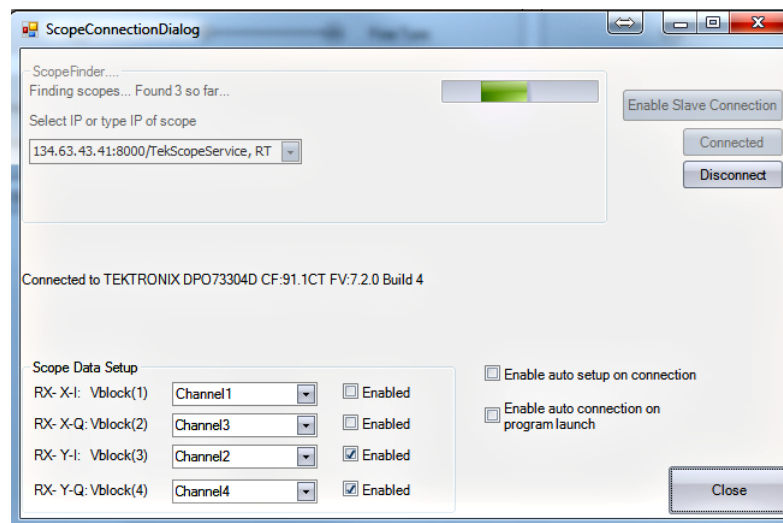 ScopeConnectionDialog
ScopeFinder....
Finding scopes... Found 3 so far...
Select IP or type IP of scope
134.63.43.41:8000/TekScopeService, RT
Enable Slave Connection
Connected
Disconnect
Connected to TEKTRONIX DPO73304D CF:91.1CT FV:7.2.0 Build 4
Scope Data Setup
RX- X-I: Vblock(1) Channel1 Enabled
RX- X-Q: Vblock(2) Channel3 Enabled
RX- Y-I: Vblock(3) Channel2 Enabled
RX- Y-Q: Vblock(4) Channel4 Enabled
Enable auto setup on connection
Enable auto connection on
program launch
Close